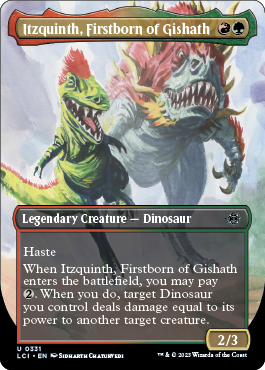 Itzquinth, Firstborn of Gishath
Legendary Creature — Dinosaur
Haste
When Itzquinth, Firstborn of Gishath
enters the battlefield, you may pay
2. When you do, target Dinosaur
you control deals damage equal to its
power to another target creature.
2/3
U 0331
LCI • EN Sidharth Chaturvedi
™ & © 2023 Wizards of the Coast